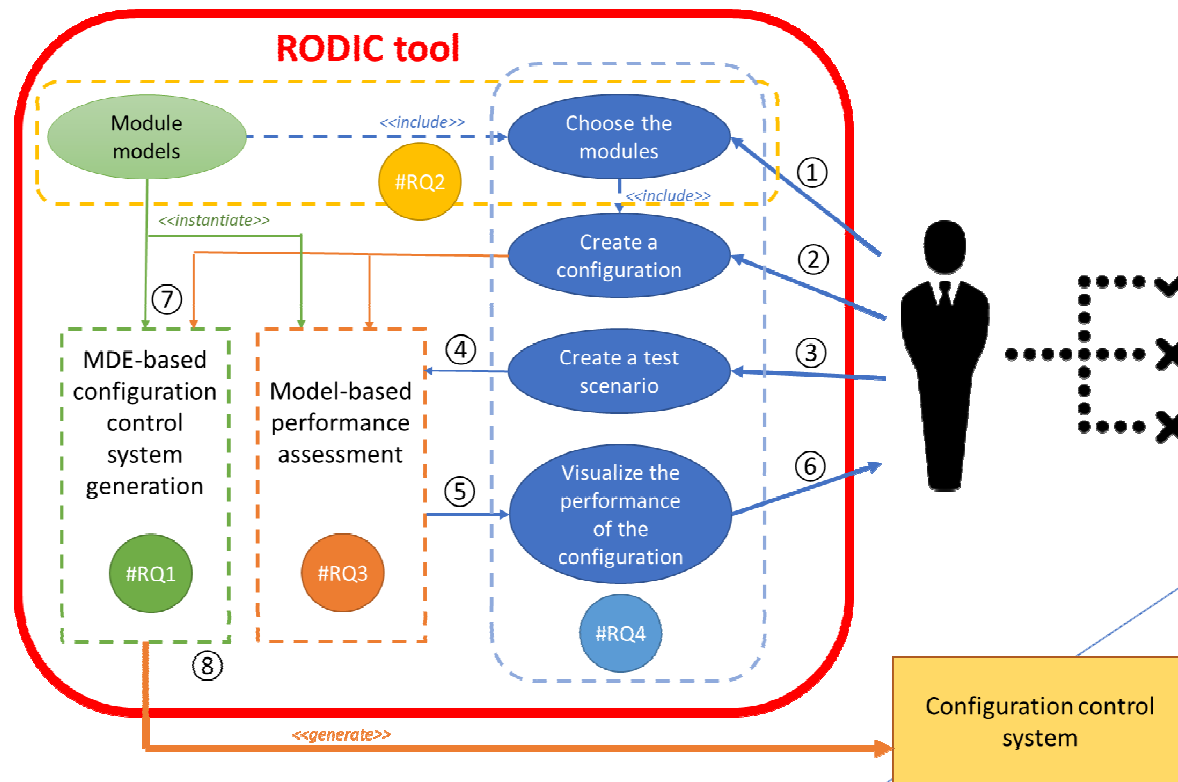 RODIC tool
Module
models
<<include>>
Choose the
modules
①
#RQ2
<<include>>
<<instantiate>>
Create a
configuration
②
⑦
MDE-based
configuration
control
system
generation
#RQ1
Model-based
performance
assessment
#RQ3
④
Create a test
scenario
③
⑤
Visualize the
performance
of the
configuration
⑥
#RQ4
⑧
<<generate>>
Configuration control
system